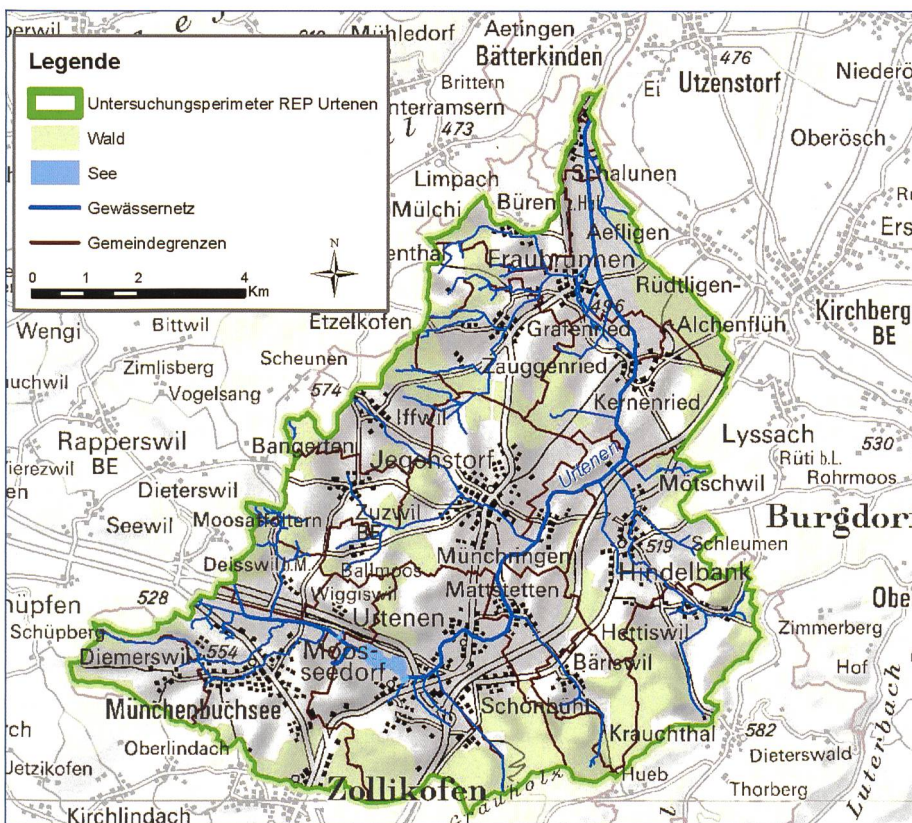 Aetingen
Mühledorf
Bätterkinden
476
Utzenstorf
Ei
Legende
Untersuchungsperimeter REP Urtenen
Wald
See
Gewässernetz
Gemeindegrenzen
N
0 1 2 4
Km
Brittern
473
Oberösch
Limpach
Schalunen
Büren z.Hof
Mülchi
Aefligen
Fraubrunnen
Rüdtligen-
Alchenflüh
496
Kirchberg
BE
Wengi
Bittwil
Etzelkofen
Grafenried
Scheunen
Zauggenried
Zimlisberg
574
Vogelsang
Kernenried
Iffwil
Rapperswil
BE
Bangerten
Lyssach
530
Jegenstorf
Urtenen
Rüti b.L.
Rohrmoos
Dieterswil
Mötschwil
Zuzwil
BE
Seewil
Moosaffoltern
Burgdorf
519
Schleumen
Münchringen
Deisswil b.M.
Ballmoos
Hindelbank
Wiggiswil
Mattstetten
528
Urtenen
Schüpberg
Hettiswil
Zimmerberg
Diemerswil
554
Moos-
seedorf
Bäriswil
Hof
Münchenbuchsee
Schönbühl
Krauchthal
582
Oberlindach
Dieterswald
Jetzikofen
Hueb
Zollikofen
Grauholz
Thorberg
Luterbach
Kirchlindach